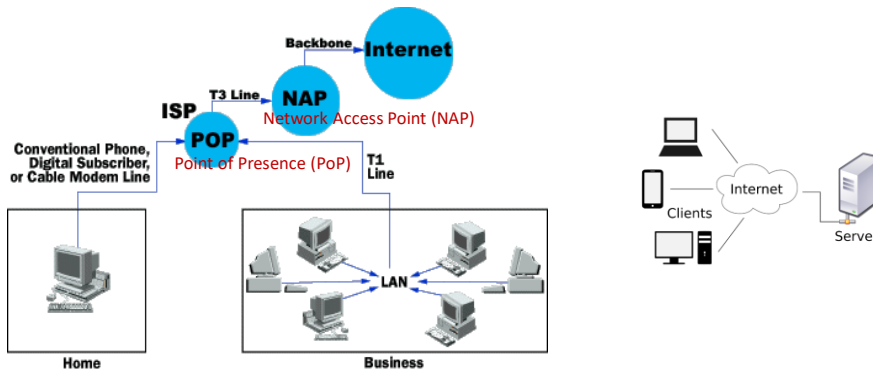 Backbone
Internet
T3 Line
NAP
ISP
Network Access Point (NAP)
POP
Conventional Phone,
Digital Subscriber,
or Cable Modem Line
Point of Presence (PoP)
T1
Line
LAN
Home
Business
Internet
Clients
Serve